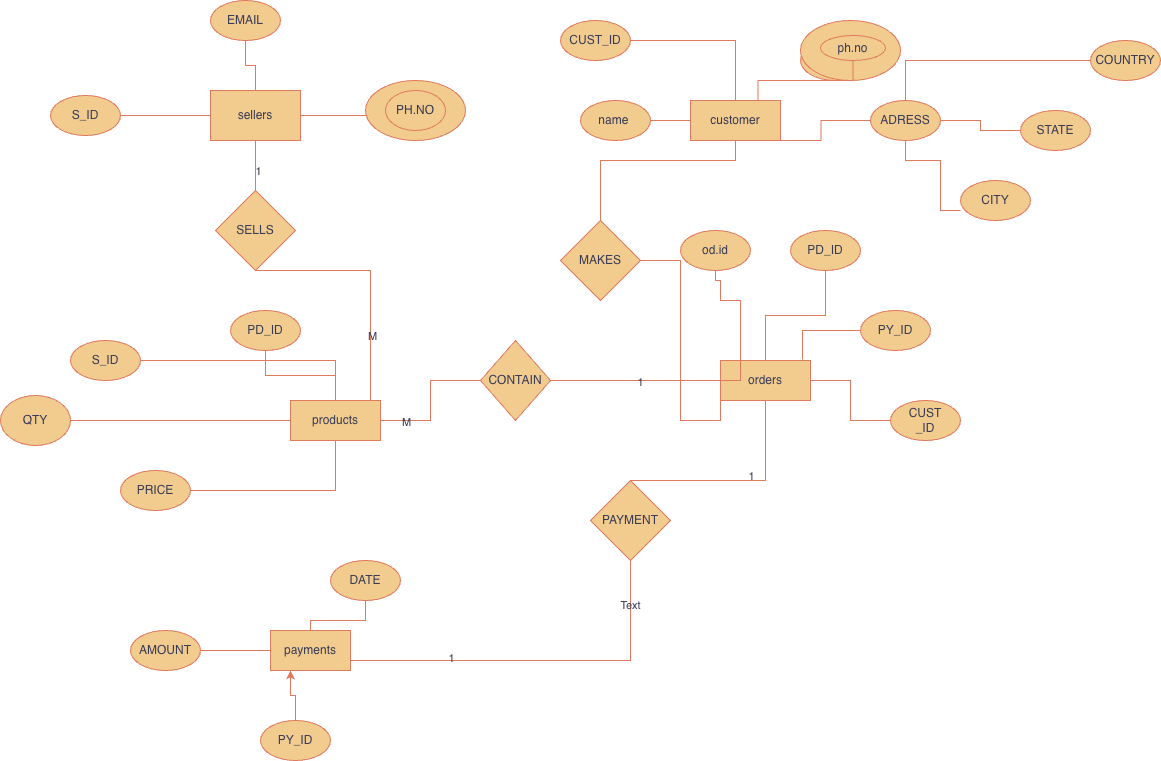 EMAIL
CUST_ID
ph.no
COUNTRY
S_ID
sellers
PH.NO
name
customer
ADRESS
STATE
1
CITY
SELLS
MAKES
od.id
PD_ID
M
PD_ID
PY_ID
S_ID
CONTAIN
1
orders
QTY
products
M
CUST
_ID
1
PRICE
PAYMENT
DATE
Text
AMOUNT
payments
1
PY_ID